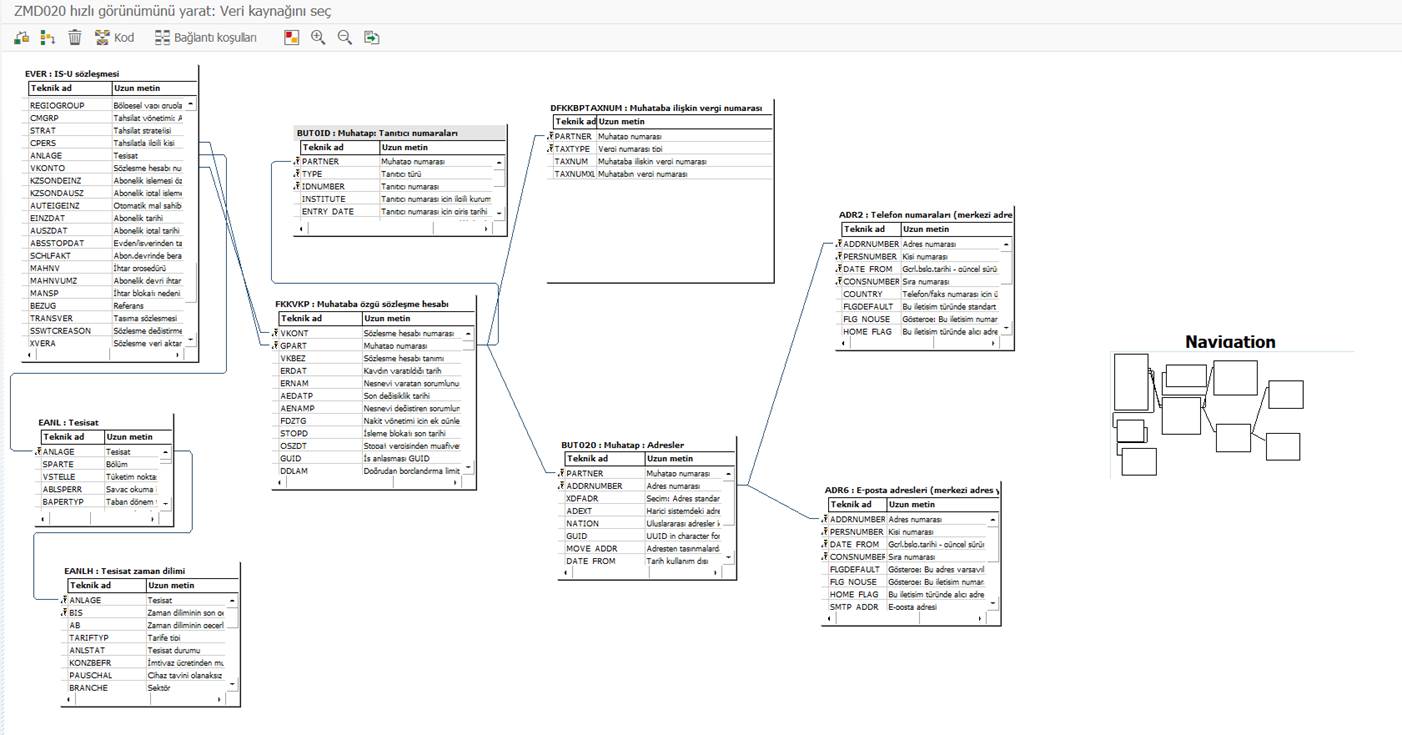 ZMD020 hızlı görünümünü yarat: Veri kaynağını seç
Kod
Bağlantı koşulları
EVER : IS-U sözleşmesi
Teknik ad Uzun metin
REGIOGROUP
CMGRP Tahsilat yönetimi: A
STRAT Tahsilat stratejisi
CPERS Tahsilatla ilgili kişi
ANLAGE Tesisat
VKONTO Sözleşme hesabı nu
KZSONDEINZ Abonelik işlemesi öz
KZSONDAUSZ Abonelik iptal işleme
AUTEIGEINZ Otomatik mal sahib
EINZDAT Abonelik tarihi
AUSZDAT Abonelik iptal tarihi
ABSSTOPDAT Evden/işyerinden ta
SCHLFAKT Abon.devrinde bera
MAHNV İhtar prosedürü
MAHNVUMZ Abonelik devri ihtar
MANSP İhtar blokajı nedeni
BEZUG Referans
TRANSVER Taşıma sözleşmesi
SSWTCREASON Sözleşme değiştirme
XVERA Sözleşme veri aktar
BUT0ID : Muhatap: Tanıtıcı numaraları
Teknik ad Uzun metin
PARTNER Muhatap numarası
TYPE Tanıtıcı türü
IDNUMBER Tanıtıcı numarası
INSTITUTE Tanıtıcı numarası için ilgili kurum
ENTRY_DATE Tanıtıcı numarası için giriş tarihi
DFKKBPTAXNUM : Muhataba ilişkin vergi numarası
Teknik ad Uzun metin
PARTNER Muhatap numarası
TAXTYPE Vergi numarası tipi
TAXNUM Muhataba ilişkin vergi numarası
TAXNUMXL Muhatabın vergi numarası
ADR2 : Telefon numaraları (merkezi adre
Teknik ad Uzun metin
ADDRNUMBER Adres numarası
PERSNUMBER Kişi numarası
DATE_FROM Gçrl.bşlc.tarihi - güncel sürü
CONSNUMBER Sıra numarası
COUNTRY Telefon/faks numarası için ü
FLGDEFAULT Bu iletişim türünde standart
FLG_NOUSE Gösterge: Bu iletişim numar
HOME_FLAG Bu iletişim türünde alıcı adre
FKKVKP : Muhataba özgü sözleşme hesabı
Teknik ad Uzun metin
VKONT Sözleşme hesabı numarası
GPART Muhatap numarası
VKBEZ Sözleşme hesabı tanımı
ERDAT Kaydın yaratıldığı tarih
ERNAM Nesneyi yaratan sorumlunu
AEDATP Son değişiklik tarihi
AENAMP Nesneyi değiştiren sorumlun
FDZTG Nakit yönetimi için ek günle
STOPD İşleme blokajı son tarihi
OSZDT Stopaj vergisinden muafiyet
GUID İş anlaşması GUID
DDLAM Doğrudan borçlandırma limit
Navigation
EANL : Tesisat
Teknik ad Uzun metin
ANLAGE Tesisat
SPARTE Bölüm
VSTELLE Tüketim nokta
ABLSPERR Sayaç okuma
BAPERTYP Taban dönem
BUT020 : Muhatap : Adresler
Teknik ad Uzun metin
PARTNER Muhatap numarası
ADDRNUMBER Adres numarası
XDFADR Seçim: Adres standar
ADEXT Harici sistemdeki adre
NATION Uluslararası adresler i
GUID UUID in character for
MOVE_ADDR Adresten taşınmalard
DATE_FROM Tarih kullanım dışı
ADR6 : E-posta adresleri (merkezi adres y
Teknik ad Uzun metin
ADDRNUMBER Adres numarası
PERSNUMBER Kişi numarası
DATE_FROM Gçrl.bşlc.tarihi - güncel sürü
CONSNUMBER Sıra numarası
FLGDEFAULT Gösterge: Bu adres varsayıl
FLG_NOUSE Gösterge: Bu iletişim numar
HOME_FLAG Bu iletişim türünde alıcı adre
SMTP_ADDR E-posta adresi
EANLH : Tesisat zaman dilimi
Teknik ad Uzun metin
ANLAGE Tesisat
BIS Zaman diliminin son ge
AB Zaman diliminin geçerl
TARIFTYP Tarife tipi
ANLSTAT Tesisat durumu
KONZBEFR İmtiyaz ücretinden mu
PAUSCHAL Cihaz tayini olanaksız
BRANCHE Sektör